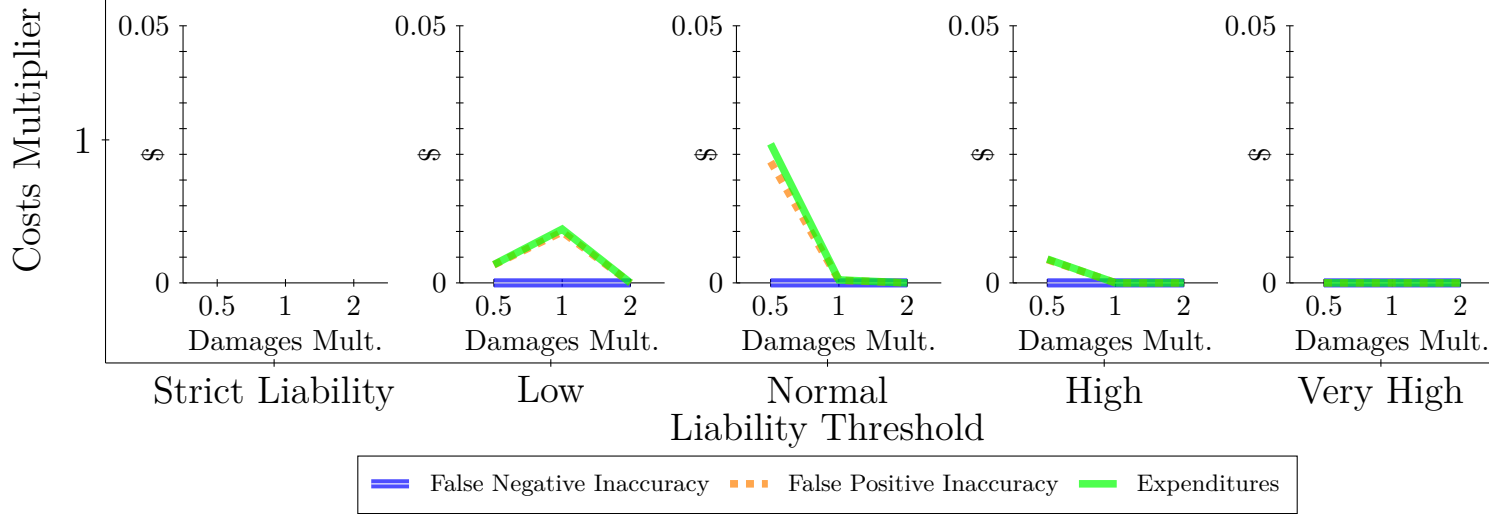 Costs Multiplier
1
0.05 0.05 0.05 0.05 0.05
$ $ $ $ $
0 0 0 0 0
0.5 1 2 0.5 1 2 0.5 1 2 0.5 1 2 0.5 1 2
Damages Mult. Damages Mult. Damages Mult. Damages Mult. Damages Mult.
Strict Liability Low Normal High Very High
Liability Threshold
False Negative Inaccuracy False Positive Inaccuracy Expenditures